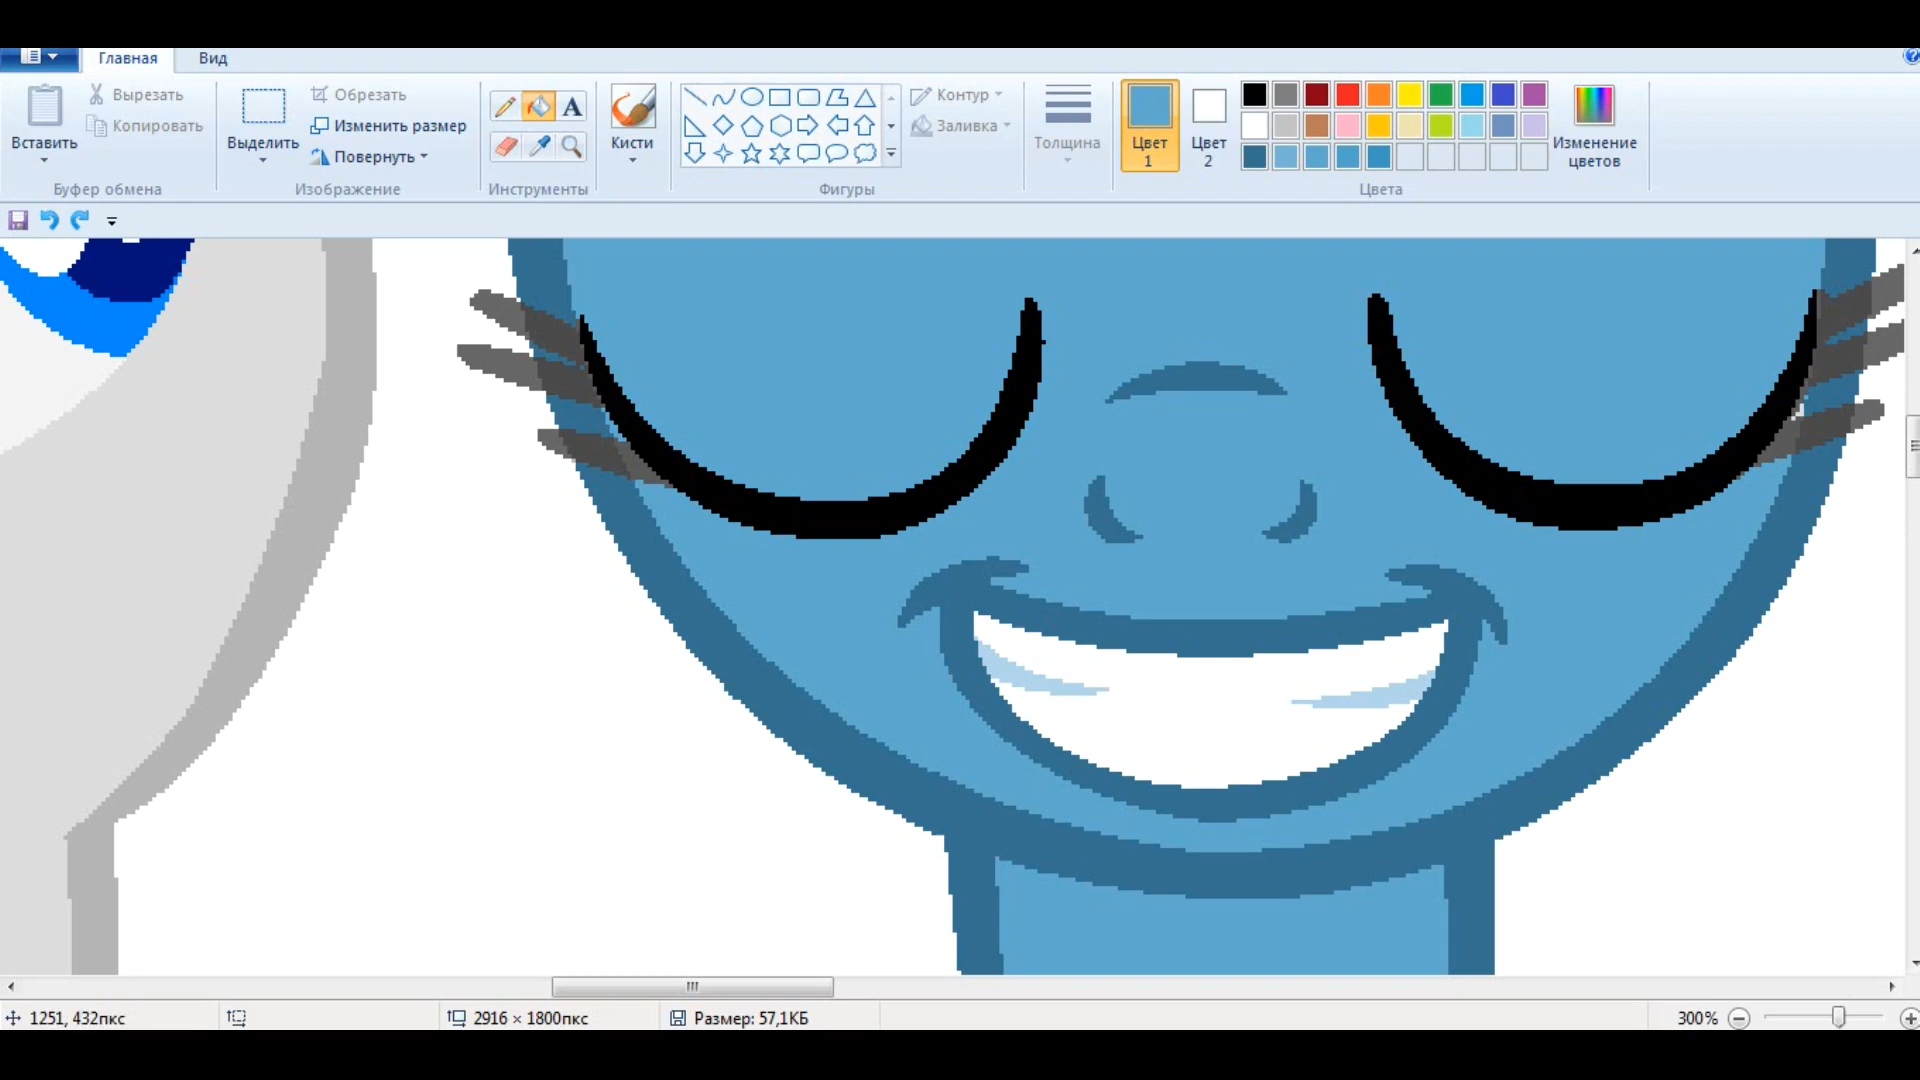 Главная Вид
Вставить
Вырезать
Копировать
Буфер обмена
Выделить
Обрезать
Изменить размер
Повернуть
Изображение
A
Инструменты
Кисти
Контур
Заливка
Фигуры
Толщина
Цвет 1
Цвет 2
Изменение цветов
Цвета
1251, 432пкс
2916 × 1800пкс
Размер: 57,1КБ
300%